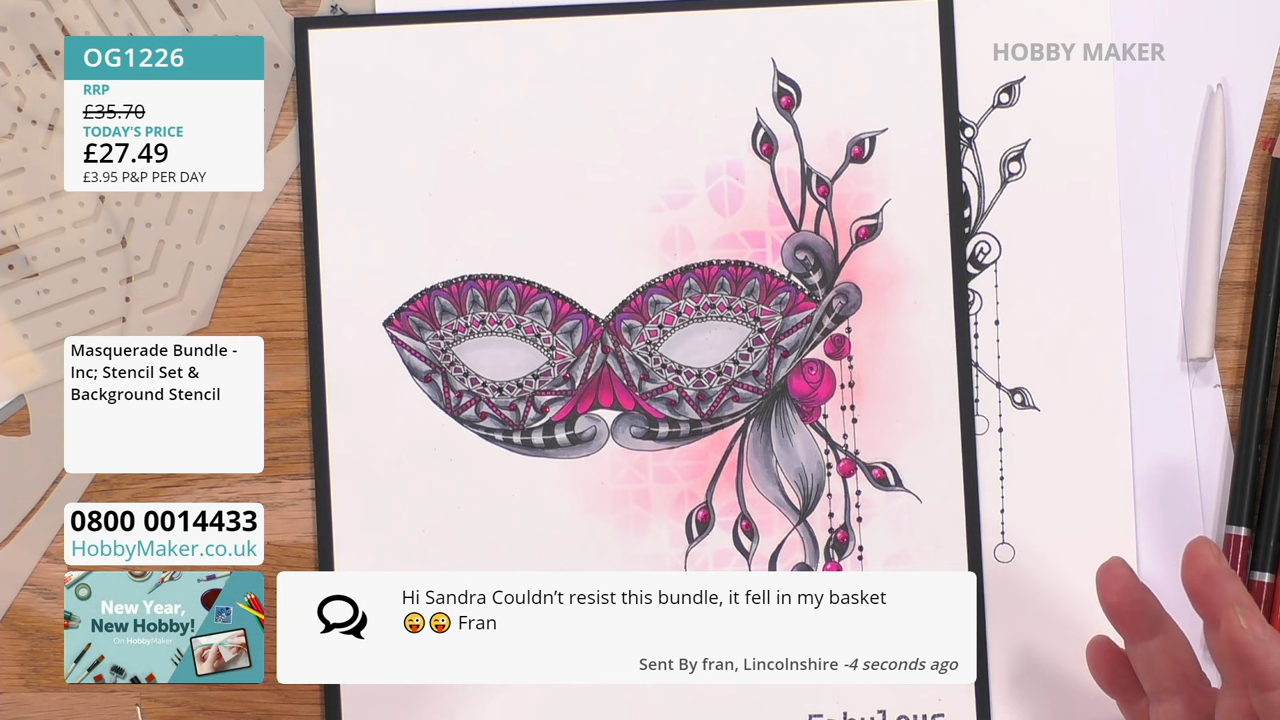 OG1226
HOBBY MAKER
RRP
£35.70
TODAY'S PRICE
£27.49
£3.95 P&P PER DAY
Masquerade Bundle -
Inc; Stencil Set &
Background Stencil
0800 0014433
HobbyMaker.co.uk
New Year,
New Hobby!
On HobbyMaker
Hi Sandra Couldn’t resist this bundle, it fell in my basket
😜😜 Fran
Sent By fran, Lincolnshire -4 seconds ago
Fabulous